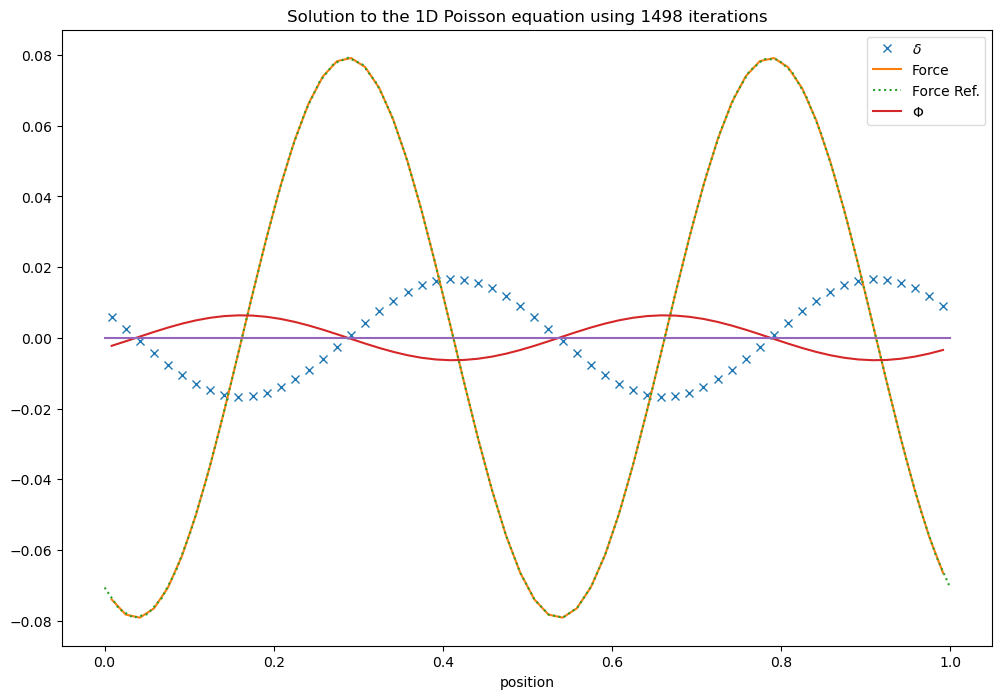 Solution to the 1D Poisson equation using 1498 iterations
δ
Force
Force Ref.
Φ
0.08
0.06
0.04
0.02
0.00
−0.02
−0.04
−0.06
−0.08
0.0 0.2 0.4 0.6 0.8 1.0
position